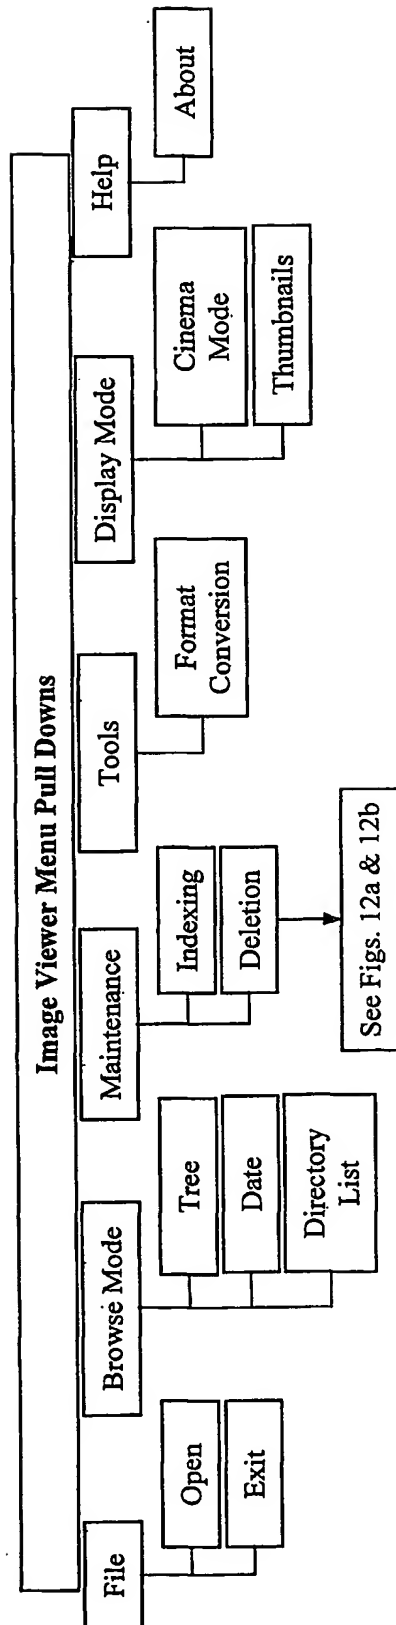 Image Viewer Menu Pull Downs
File
Open
Exit
Browse Mode
Tree
Date
Directory
List
Maintenance
Indexing
Deletion
See Figs. 12a & 12b
Tools
Format
Conversion
Display Mode
Cinema
Mode
Thumbnails
Help
About